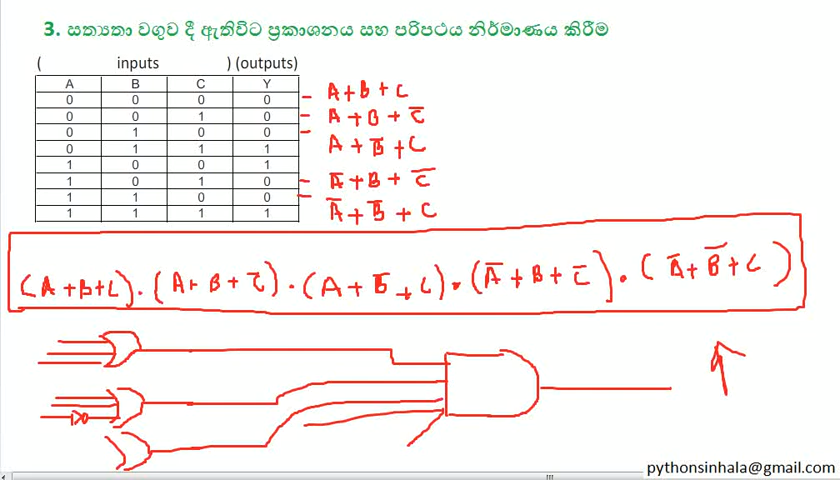 3. සත්‍යතා වගුව දී ඇතිවිට ප්‍රකාශනය සහ පරිපථය නිර්මාණය කිරීම
( inputs ) (outputs)
A B C Y
0 0 0 0 - A+B+C
0 0 1 0 - A+B+C̅
0 1 0 0 - A+B̅+C
0 1 1 1
1 0 0 1
1 0 1 0 - A̅+B+C̅
1 1 0 0 - A̅+B̅+C
1 1 1 1
(A+B+C).(A+B+C̅).(A+B̅+C).(A̅+B+C̅).(A̅+B̅+C)
pythonsinhala@gmail.com